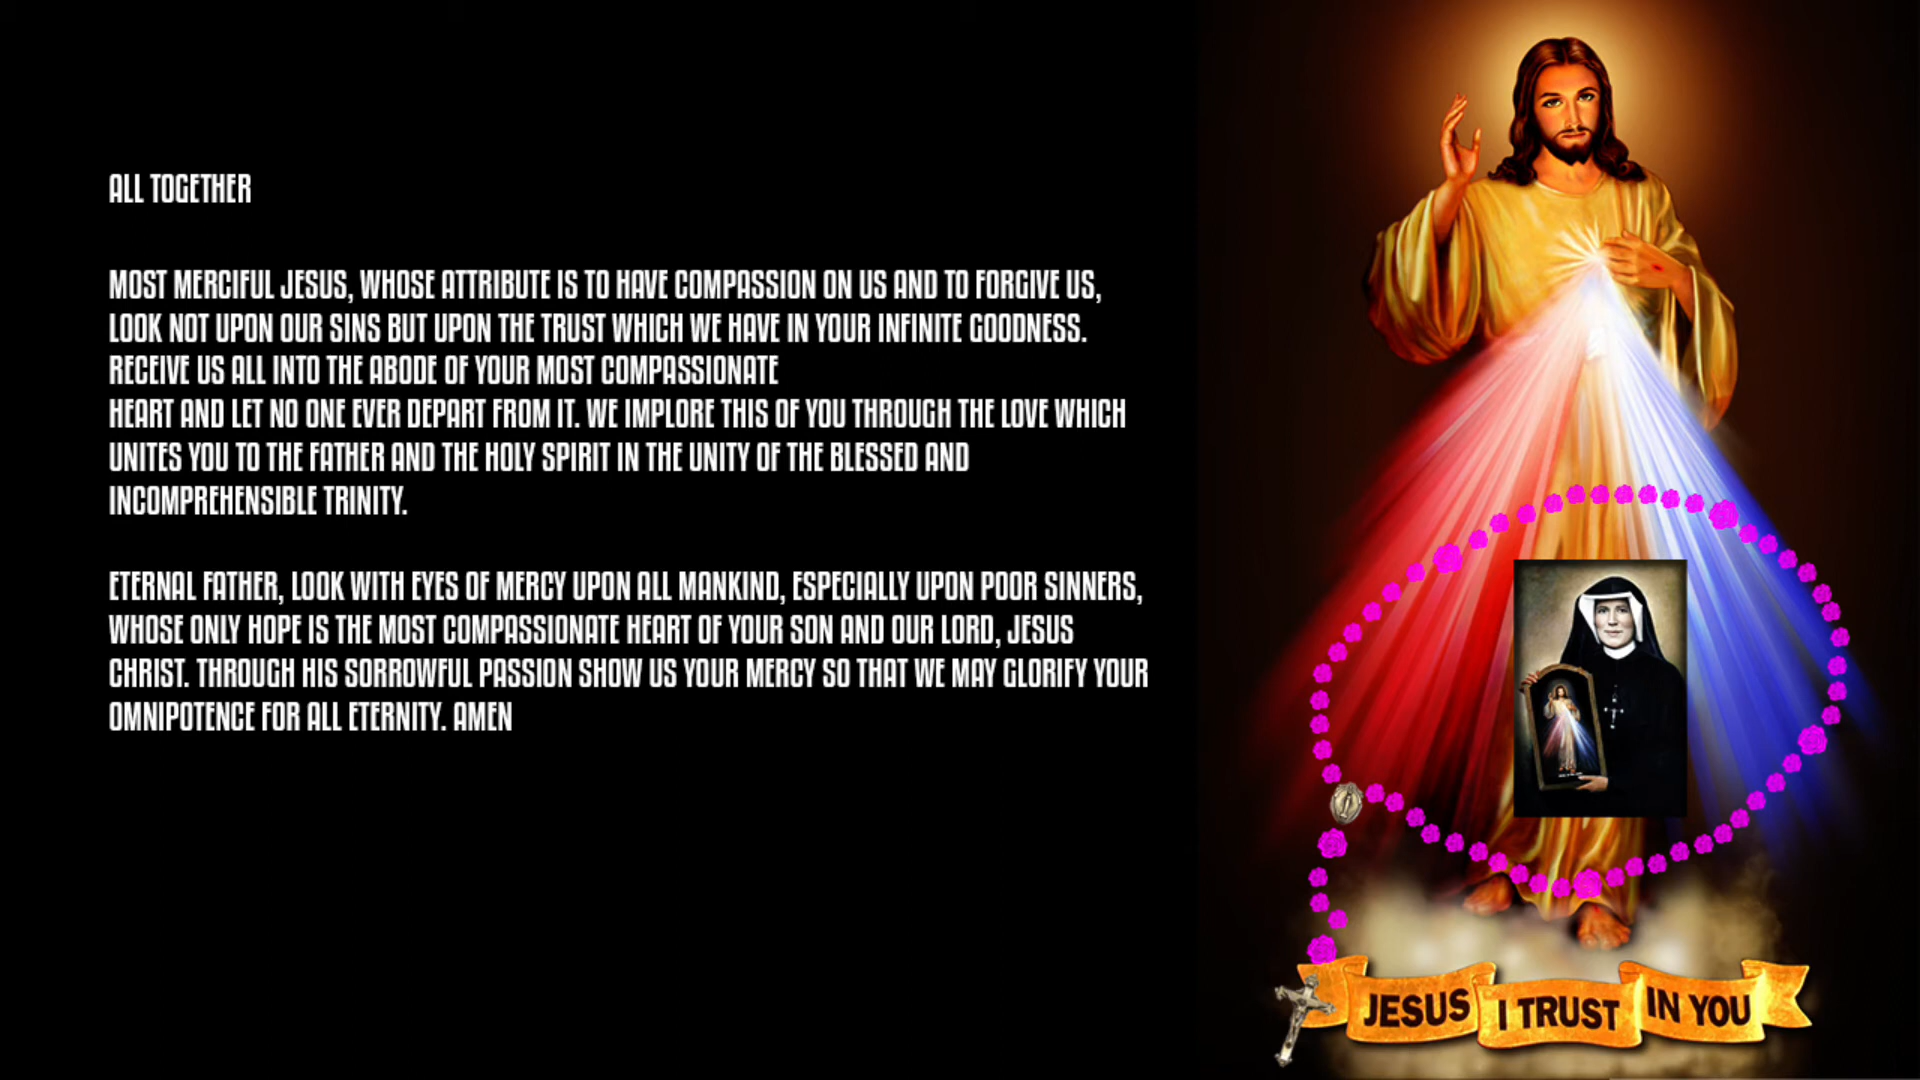 ALL TOGETHER
MOST MERCIFUL JESUS, WHOSE ATTRIBUTE IS TO HAVE COMPASSION ON US AND TO FORGIVE US,
LOOK NOT UPON OUR SINS BUT UPON THE TRUST WHICH WE HAVE IN YOUR INFINITE GOODNESS.
RECEIVE US ALL INTO THE ABODE OF YOUR MOST COMPASSIONATE
HEART AND LET NO ONE EVER DEPART FROM IT. WE IMPLORE THIS OF YOU THROUGH THE LOVE WHICH
UNITES YOU TO THE FATHER AND THE HOLY SPIRIT IN THE UNITY OF THE BLESSED AND
INCOMPREHENSIBLE TRINITY.
ETERNAL FATHER, LOOK WITH EYES OF MERCY UPON ALL MANKIND, ESPECIALLY UPON POOR SINNERS,
WHOSE ONLY HOPE IS THE MOST COMPASSIONATE HEART OF YOUR SON AND OUR LORD, JESUS
CHRIST. THROUGH HIS SORROWFUL PASSION SHOW US YOUR MERCY SO THAT WE MAY GLORIFY YOUR
OMNIPOTENCE FOR ALL ETERNITY. AMEN
JESUS I TRUST IN YOU